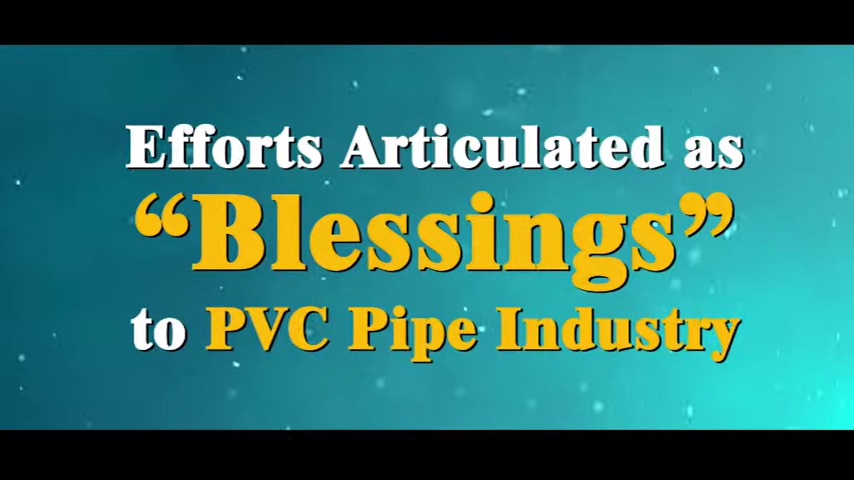 Efforts Articulated as
“Blessings”
to PVC Pipe Industry